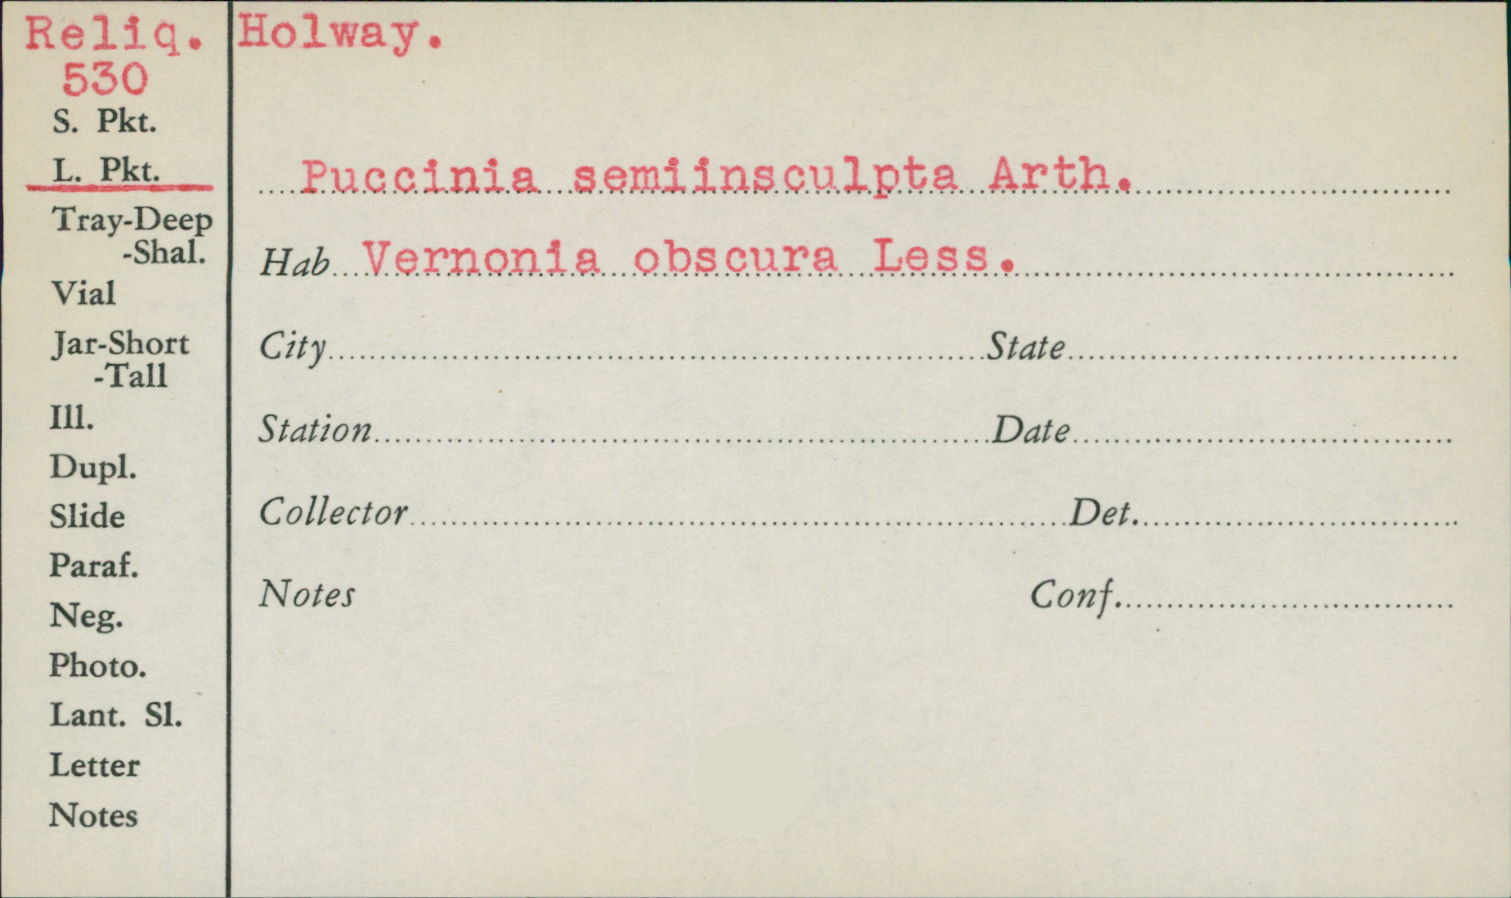 Reliq. Holway.
530
S. Pkt.
L. Pkt.
Puccinia semiinsculpta Arth.
Tray-Deep
-Shal.
Hab Vernonia obscura Less.
Vial
Jar-Short
-Tall
City State
Ill.
Station Date
Dupl.
Slide
Collector Det.
Paraf.
Neg.
Notes Conf.
Photo.
Lant. Sl.
Letter
Notes